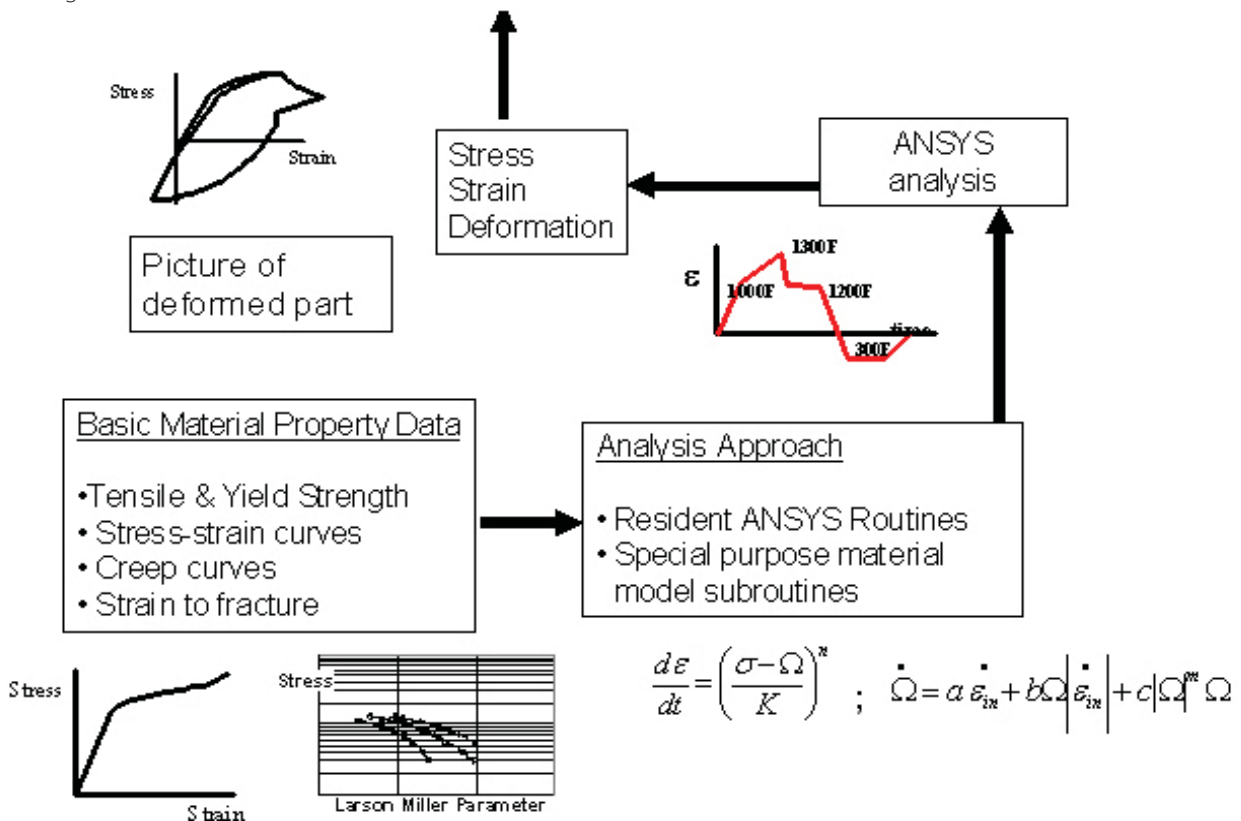 Stress
Strain
Stress
Strain
Deformation
ANSYS
analysis
Picture of
deformed part
ε
1300F
1000F
1200F
time
300F
Basic Material Property Data
•Tensile & Yield Strength
• Stress-strain curves
• Creep curves
• Strain to fracture
Analysis Approach
• Resident ANSYS Routines
• Special purpose material
model subroutines
Stress
Strain
Stress
Larson Miller Parameter
dε/dt = ((σ−Ω)/K)^n ; Ω̇ = a ε̇_in + bΩ|ε̇_in| + c|Ω|^m Ω